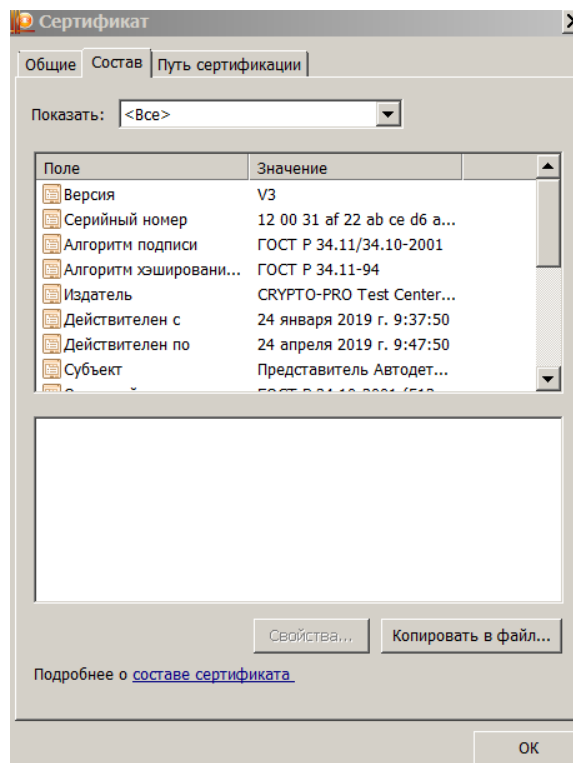 Сертификат
Общие Состав Путь сертификации
Показать: <Все>
Поле Значение
Версия V3
Серийный номер 12 00 31 af 22 ab ce d6 a...
Алгоритм подписи ГОСТ Р 34.11/34.10-2001
Алгоритм хэшировани... ГОСТ Р 34.11-94
Издатель CRYPTO-PRO Test Center...
Действителен с 24 января 2019 г. 9:37:50
Действителен по 24 апреля 2019 г. 9:47:50
Субъект Представитель Автодет...
Свойства... Копировать в файл...
Подробнее о составе сертификата
ОК